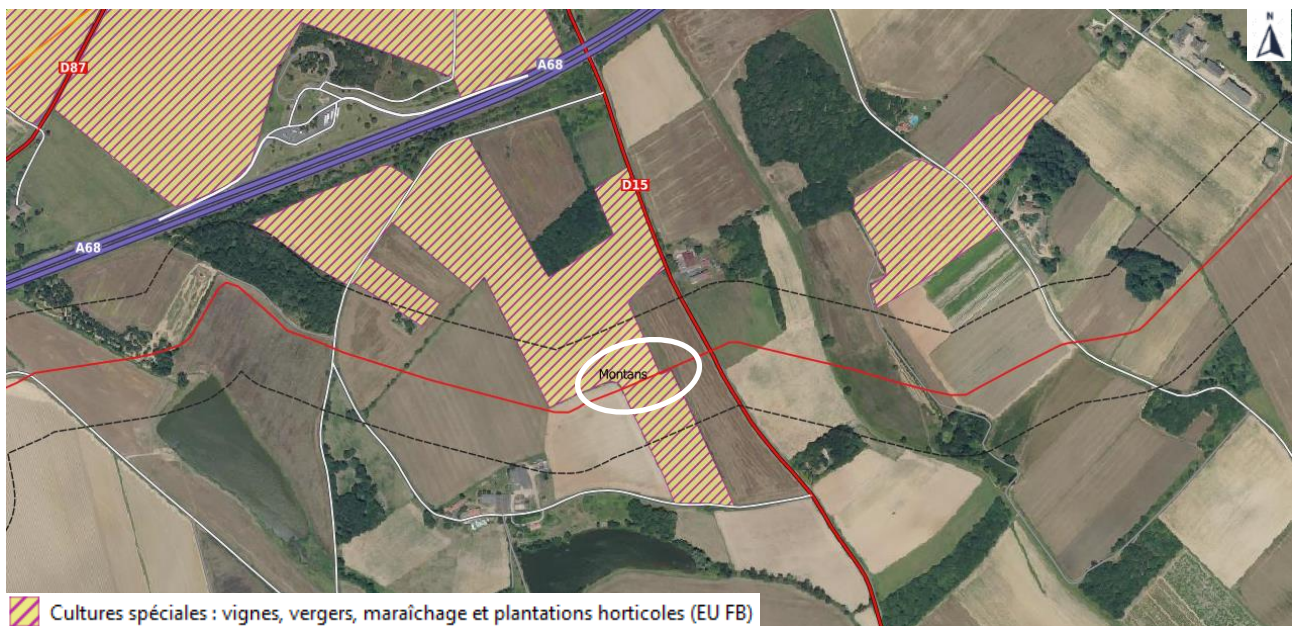 N
D87
A68
D15
A68
Montans
Cultures spéciales : vignes, vergers, maraîchage et plantations horticoles (EU FB)